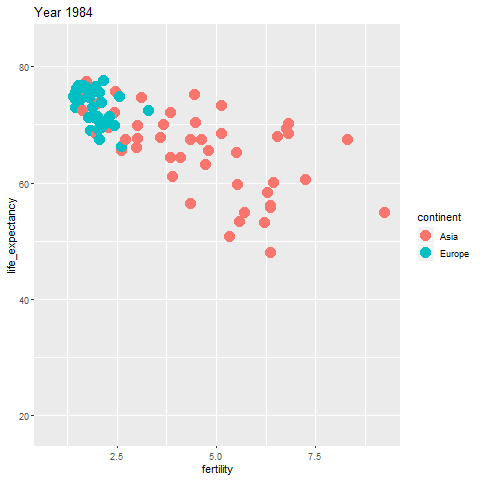 Year 1984
80
60
40
20
life_expectancy
2.5
5.0
7.5
fertility
continent
Asia
Europe